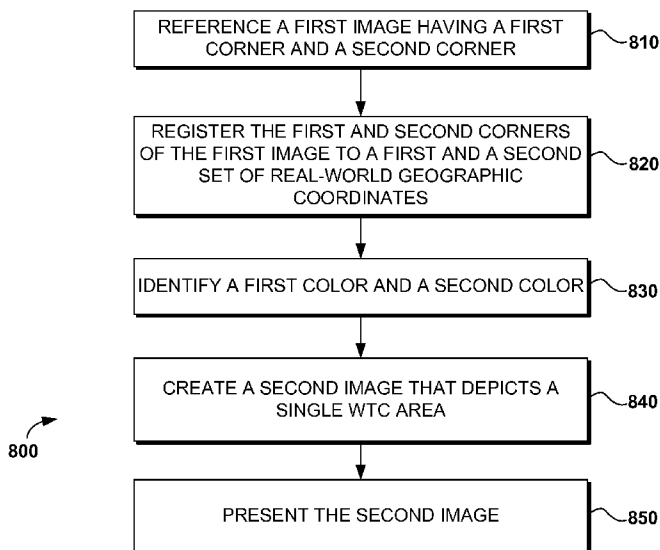 REFERENCE A FIRST IMAGE HAVING A FIRST
CORNER AND A SECOND CORNER
810
REGISTER THE FIRST AND SECOND CORNERS
OF THE FIRST IMAGE TO A FIRST AND A SECOND
SET OF REAL-WORLD GEOGRAPHIC
COORDINATES
820
IDENTIFY A FIRST COLOR AND A SECOND COLOR
830
CREATE A SECOND IMAGE THAT DEPICTS A
SINGLE WTC AREA
840
800
PRESENT THE SECOND IMAGE
850